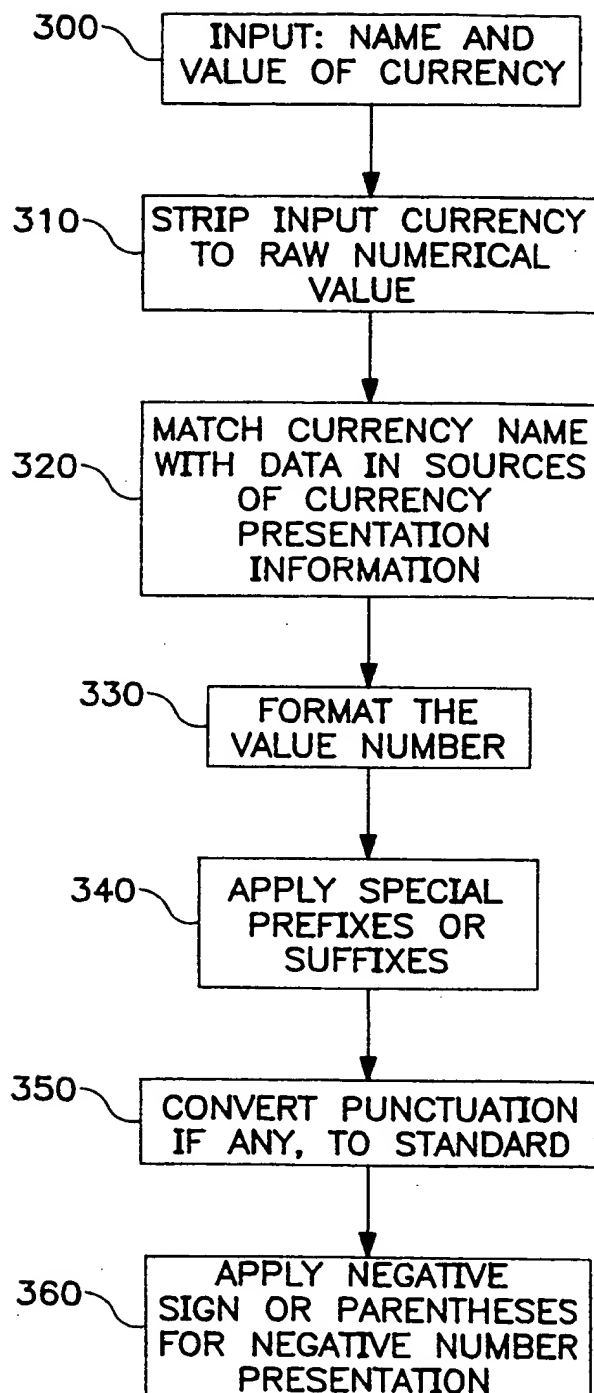 300
INPUT: NAME AND
VALUE OF CURRENCY
310
STRIP INPUT CURRENCY
TO RAW NUMERICAL
VALUE
320
MATCH CURRENCY NAME
WITH DATA IN SOURCES
OF CURRENCY
PRESENTATION
INFORMATION
330
FORMAT THE
VALUE NUMBER
340
APPLY SPECIAL
PREFIXES OR
SUFFIXES
350
CONVERT PUNCTUATION
IF ANY, TO STANDARD
360
APPLY NEGATIVE
SIGN OR PARENTHESES
FOR NEGATIVE NUMBER
PRESENTATION